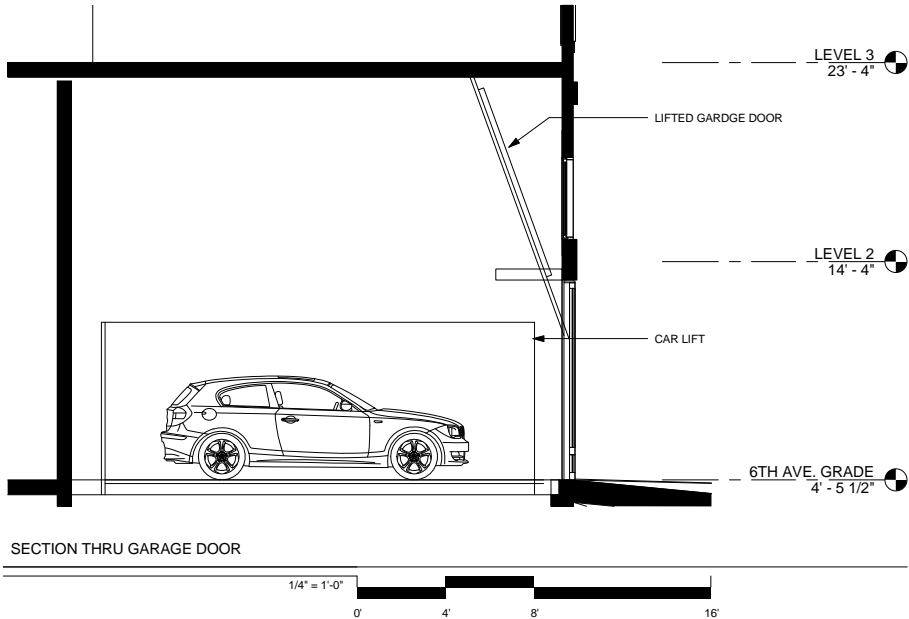 LEVEL 3
23' - 4"
LIFTED GARDGE DOOR
LEVEL 2
14' - 4"
CAR LIFT
6TH AVE. GRADE
4' - 5 1/2"
SECTION THRU GARAGE DOOR
1/4" = 1'-0"
0' 4' 8' 16'